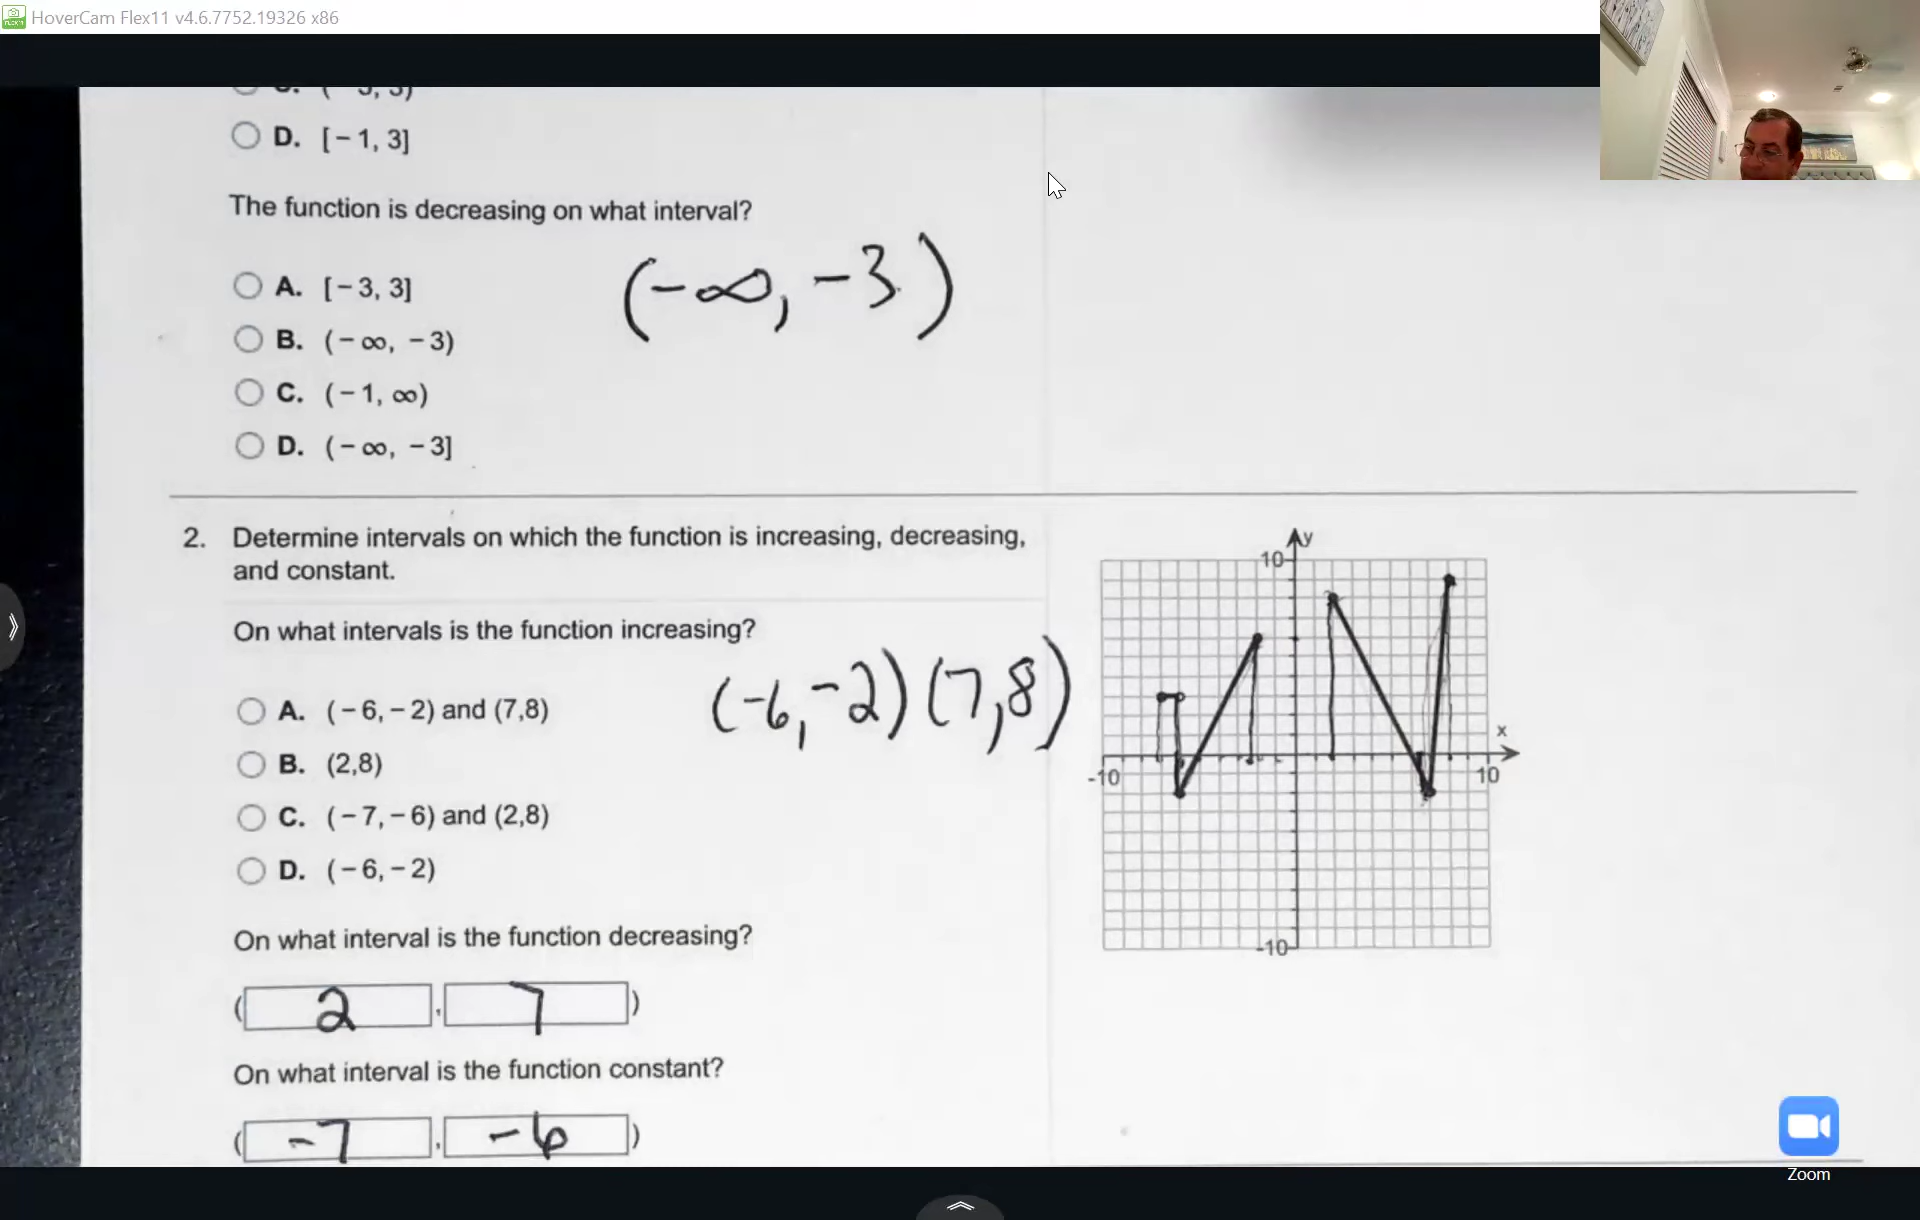 HoverCam Flex11 v4.6.7752.19326 x86
D. [-1, 3]
The function is decreasing on what interval?
(-∞, -3)
A. [-3, 3]
B. (-∞, -3)
C. (-1, ∞)
D. (-∞, -3]
2. Determine intervals on which the function is increasing, decreasing,
and constant.
On what intervals is the function increasing?
(-6, -2) (7,8)
A. (-6, -2) and (7,8)
B. (2,8)
C. (-7, -6) and (2,8)
D. (-6, -2)
y
10
x
-10
10
-10
On what interval is the function decreasing?
(2, 7)
On what interval is the function constant?
(-7, -6)
Zoom